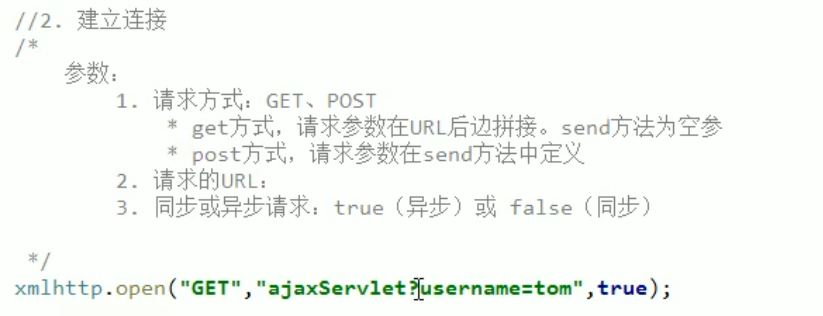 //2. 建立连接
/*
参数：
1. 请求方式：GET、POST
* get方式，请求参数在URL后边拼接。send方法为空参
* post方式，请求参数在send方法中定义
2. 请求的URL：
3. 同步或异步请求：true（异步）或 false（同步）
*/
xmlhttp.open("GET","ajaxServlet?username=tom",true);